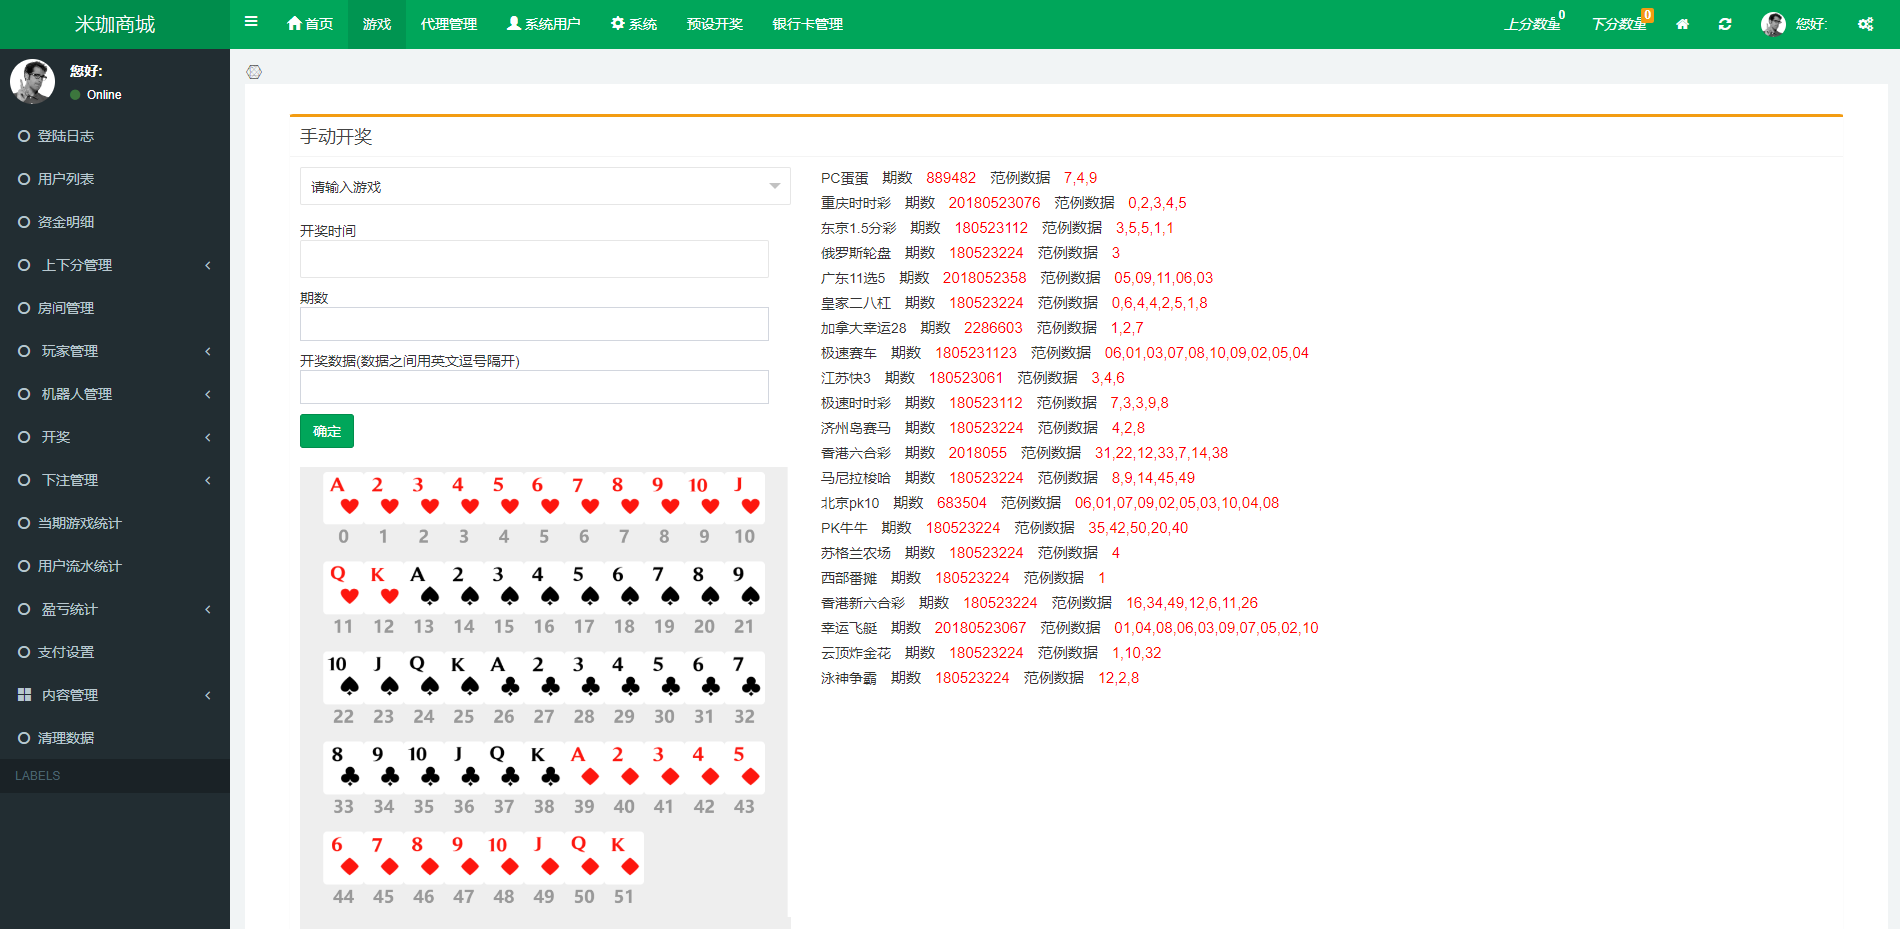 米珈商城
首页 游戏 代理管理 系统用户 系统 预设开奖 银行卡管理
上分数量 0 下分数量 0 您好:
您好:
Online
登陆日志
用户列表
资金明细
上下分管理
房间管理
玩家管理
机器人管理
开奖
下注管理
当期游戏统计
用户流水统计
盈亏统计
支付设置
内容管理
清理数据
LABELS
手动开奖
请输入游戏
开奖时间
期数
开奖数据(数据之间用英文逗号隔开)
确定
A 2 3 4 5 6 7 8 9 10 J
0 1 2 3 4 5 6 7 8 9 10
Q K A 2 3 4 5 6 7 8 9
11 12 13 14 15 16 17 18 19 20 21
10 J Q K A 2 3 4 5 6 7
22 23 24 25 26 27 28 29 30 31 32
8 9 10 J Q K A 2 3 4 5
33 34 35 36 37 38 39 40 41 42 43
6 7 8 9 10 J Q K
44 45 46 47 48 49 50 51
PC蛋蛋 期数 889482 范例数据 7,4,9
重庆时时彩 期数 20180523076 范例数据 0,2,3,4,5
东京1.5分彩 期数 180523112 范例数据 3,5,5,1,1
俄罗斯轮盘 期数 180523224 范例数据 3
广东11选5 期数 2018052358 范例数据 05,09,11,06,03
皇家二八杠 期数 180523224 范例数据 0,6,4,4,2,5,1,8
加拿大幸运28 期数 2286603 范例数据 1,2,7
极速赛车 期数 1805231123 范例数据 06,01,03,07,08,10,09,02,05,04
江苏快3 期数 180523061 范例数据 3,4,6
极速时时彩 期数 180523112 范例数据 7,3,3,9,8
济州岛赛马 期数 180523224 范例数据 4,2,8
香港六合彩 期数 2018055 范例数据 31,22,12,33,7,14,38
马尼拉梭哈 期数 180523224 范例数据 8,9,14,45,49
北京pk10 期数 683504 范例数据 06,01,07,09,02,05,03,10,04,08
PK牛牛 期数 180523224 范例数据 35,42,50,20,40
苏格兰农场 期数 180523224 范例数据 4
西部番摊 期数 180523224 范例数据 1
香港新六合彩 期数 180523224 范例数据 16,34,49,12,6,11,26
幸运飞艇 期数 20180523067 范例数据 01,04,08,06,03,09,07,05,02,10
云顶炸金花 期数 180523224 范例数据 1,10,32
泳神争霸 期数 180523224 范例数据 12,2,8